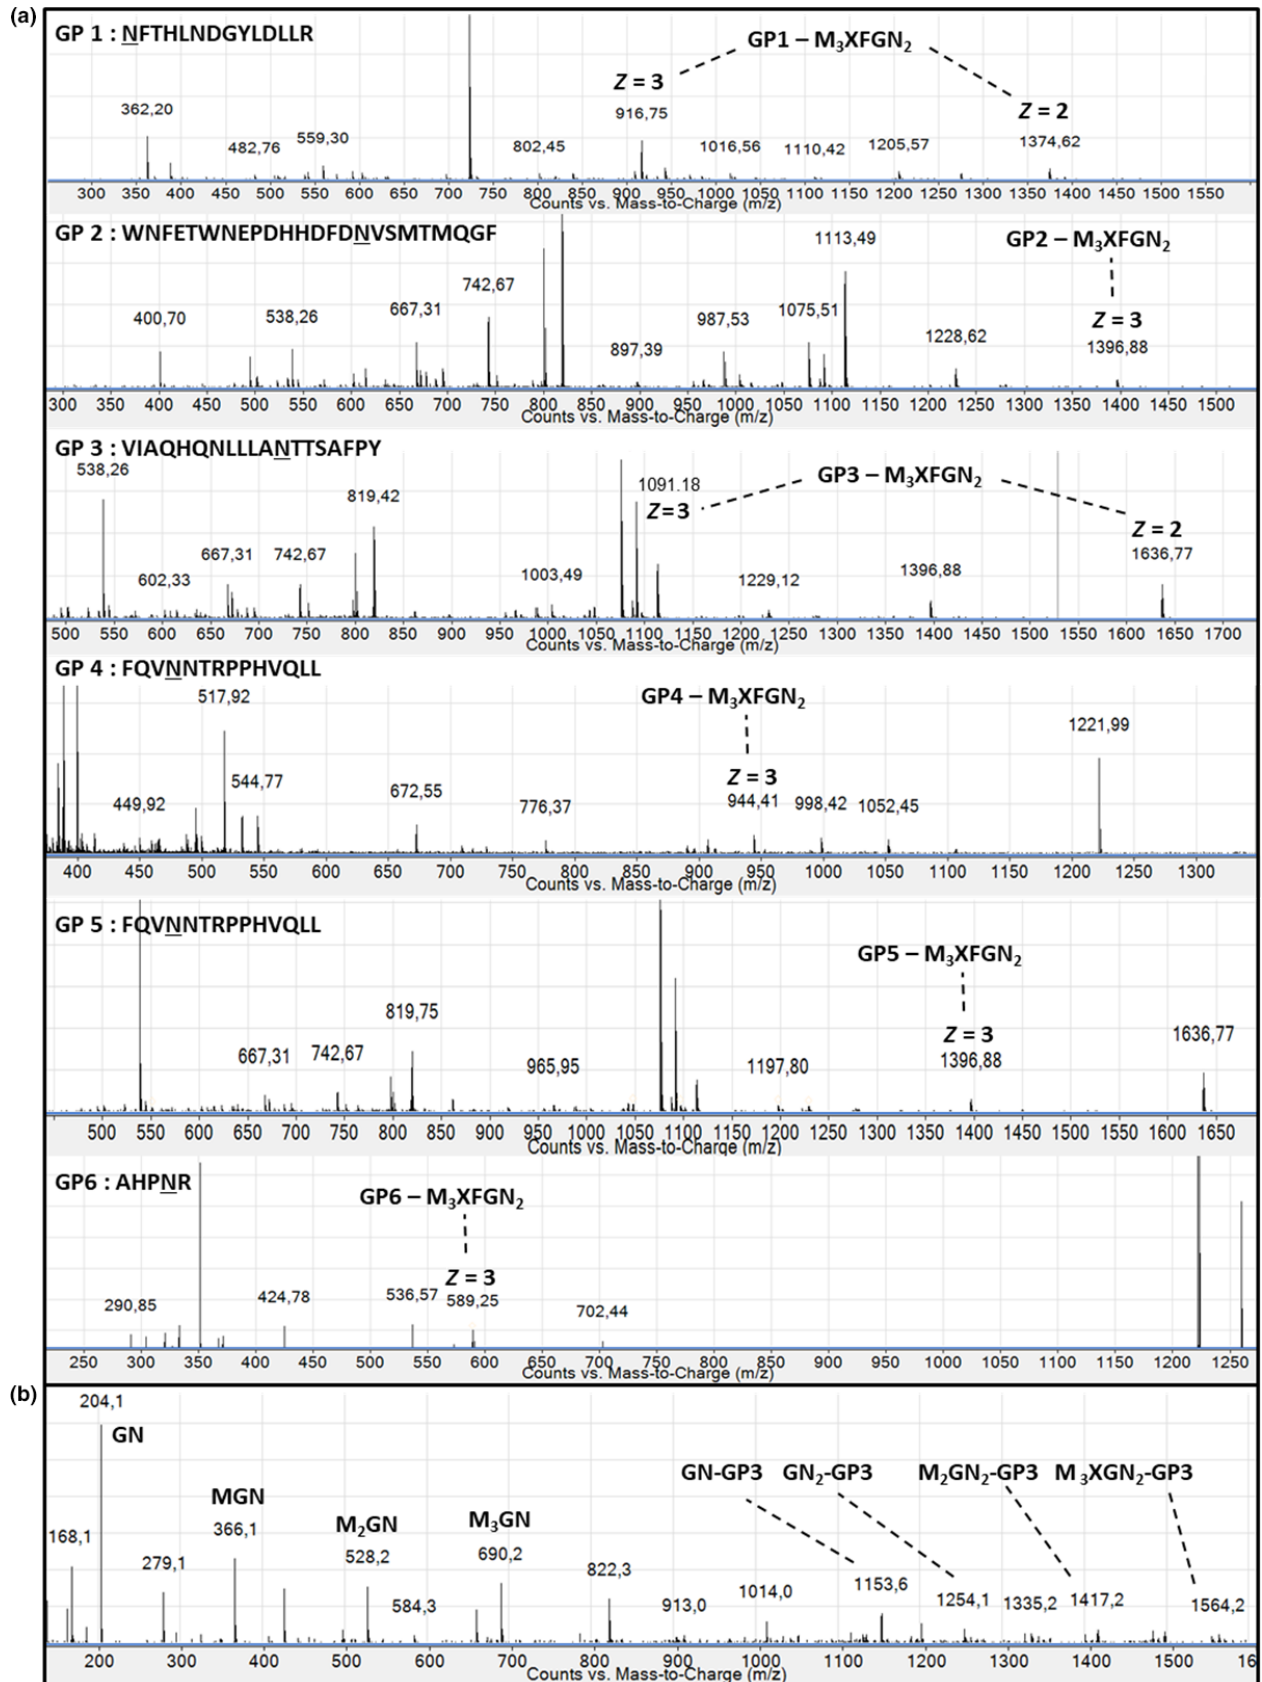 (a)
GP 1 : NFTHLNDGYLDLLR
GP1 – M₃XFGN₂
Z = 3
Z = 2
362,20
482,76
559,30
802,45
916,75
1016,56
1110,42
1205,57
1374,62
300 350 400 450 500 550 600 650 700 750 800 850 900 950 1000 1050 1100 1150 1200 1250 1300 1350 1400 1450 1500 1550
Counts vs. Mass-to-Charge (m/z)
GP 2 : WNFETWNEPDHHDFDNVSMTMQGF
GP2 – M₃XFGN₂
Z = 3
400,70
538,26
667,31
742,67
897,39
987,53
1075,51
1113,49
1228,62
1396,88
300 350 400 450 500 550 600 650 700 750 800 850 900 950 1000 1050 1100 1150 1200 1250 1300 1350 1400 1450 1500
Counts vs. Mass-to-Charge (m/z)
GP 3 : VIAQHQNLLLANTTSAFPY
GP3 – M₃XFGN₂
Z=3
Z = 2
538,26
602,33
667,31
742,67
819,42
1003,49
1091.18
1229,12
1396,88
1636,77
500 550 600 650 700 750 800 850 900 950 1000 1050 1100 1150 1200 1250 1300 1350 1400 1450 1500 1550 1600 1650 1700
Counts vs. Mass-to-Charge (m/z)
GP 4 : FQVNNTRPPHVQLL
GP4 – M₃XFGN₂
Z = 3
449,92
517,92
544,77
672,55
776,37
944,41
998,42
1052,45
1221,99
400 450 500 550 600 650 700 750 800 850 900 950 1000 1050 1100 1150 1200 1250 1300
Counts vs. Mass-to-Charge (m/z)
GP 5 : FQVNNTRPPHVQLL
GP5 – M₃XFGN₂
Z = 3
667,31
742,67
819,75
965,95
1197,80
1396,88
1636,77
500 550 600 650 700 750 800 850 900 950 1000 1050 1100 1150 1200 1250 1300 1350 1400 1450 1500 1550 1600 1650
Counts vs. Mass-to-Charge (m/z)
GP6 : AHPNR
GP6 – M₃XFGN₂
Z = 3
290,85
424,78
536,57
589,25
702,44
250 300 350 400 450 500 550 600 650 700 750 800 850 900 950 1000 1050 1100 1150 1200 1250
Counts vs. Mass-to-Charge (m/z)
(b)
204,1
GN
MGN
M₂GN
M₃GN
GN-GP3
GN₂-GP3
M₂GN₂-GP3
M₃XGN₂-GP3
168,1
279,1
366,1
528,2
584,3
690,2
822,3
913,0
1014,0
1153,6
1254,1
1335,2
1417,2
1564,2
200 300 400 500 600 700 800 900 1000 1100 1200 1300 1400 1500 16
Counts vs. Mass-to-Charge (m/z)